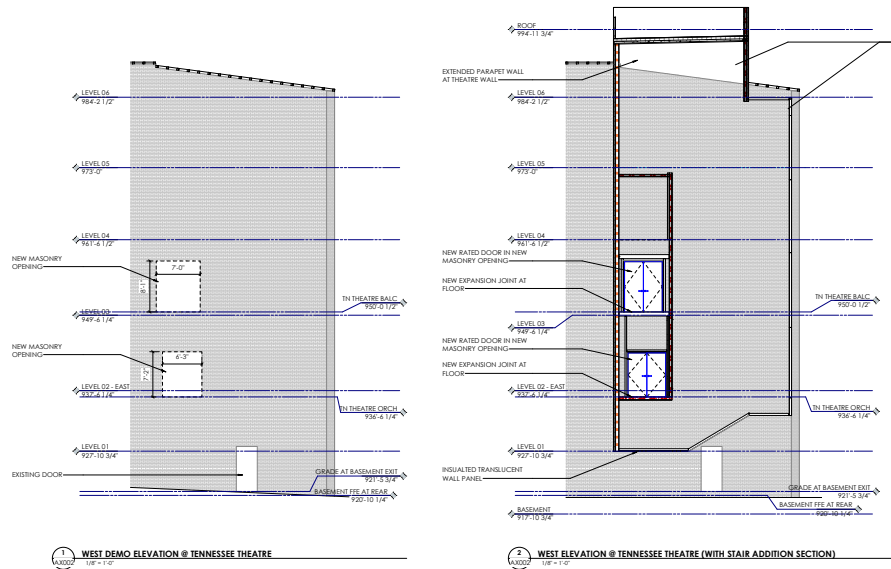 LEVEL 06
984'-2 1/2"
LEVEL 05
973'-0"
LEVEL 04
961'-6 1/2"
NEW MASONRY
OPENING
7'-0"
8'-1"
TN THEATRE BALC
950'-0 1/2"
LEVEL 03
949'-6 1/4"
NEW MASONRY
OPENING
6'-3"
7'-2"
LEVEL 02 - EAST
937'-6 1/4"
TN THEATRE ORCH
936'-6 1/4"
LEVEL 01
927'-10 3/4"
EXISTING DOOR
GRADE AT BASEMENT EXIT
921'-5 3/4"
BASEMENT FFE AT REAR
920'-10 1/4"
1
AX002
WEST DEMO ELEVATION @ TENNESSEE THEATRE
1/8" = 1'-0"
ROOF
994'-11 3/4"
EXTENDED PARAPET WALL
AT THEATRE WALL
LEVEL 06
984'-2 1/2"
LEVEL 05
973'-0"
LEVEL 04
961'-6 1/2"
NEW RATED DOOR IN NEW
MASONRY OPENING
NEW EXPANSION JOINT AT
FLOOR
TN THEATRE BALC
950'-0 1/2"
LEVEL 03
949'-6 1/4"
NEW RATED DOOR IN NEW
MASONRY OPENING
NEW EXPANSION JOINT AT
FLOOR
LEVEL 02 - EAST
937'-6 1/4"
TN THEATRE ORCH
936'-6 1/4"
LEVEL 01
927'-10 3/4"
INSUALTED TRANSLUCENT
WALL PANEL
GRADE AT BASEMENT EXIT
921'-5 3/4"
BASEMENT FFE AT REAR
920'-10 1/4"
BASEMENT
917'-10 3/4"
2
AX002
WEST ELEVATION @ TENNESSEE THEATRE (WITH STAIR ADDITION SECTION)
1/8" = 1'-0"